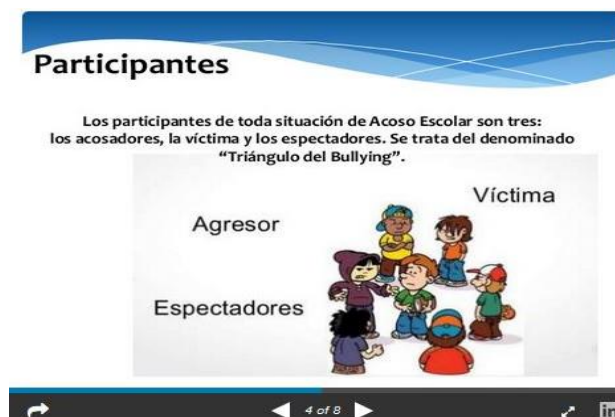 Participantes
Los participantes de toda situación de Acoso Escolar son tres:
los acosadores, la víctima y los espectadores. Se trata del denominado
“Triángulo del Bullying”.
Víctima
Agresor
Espectadores
4 of 8
in